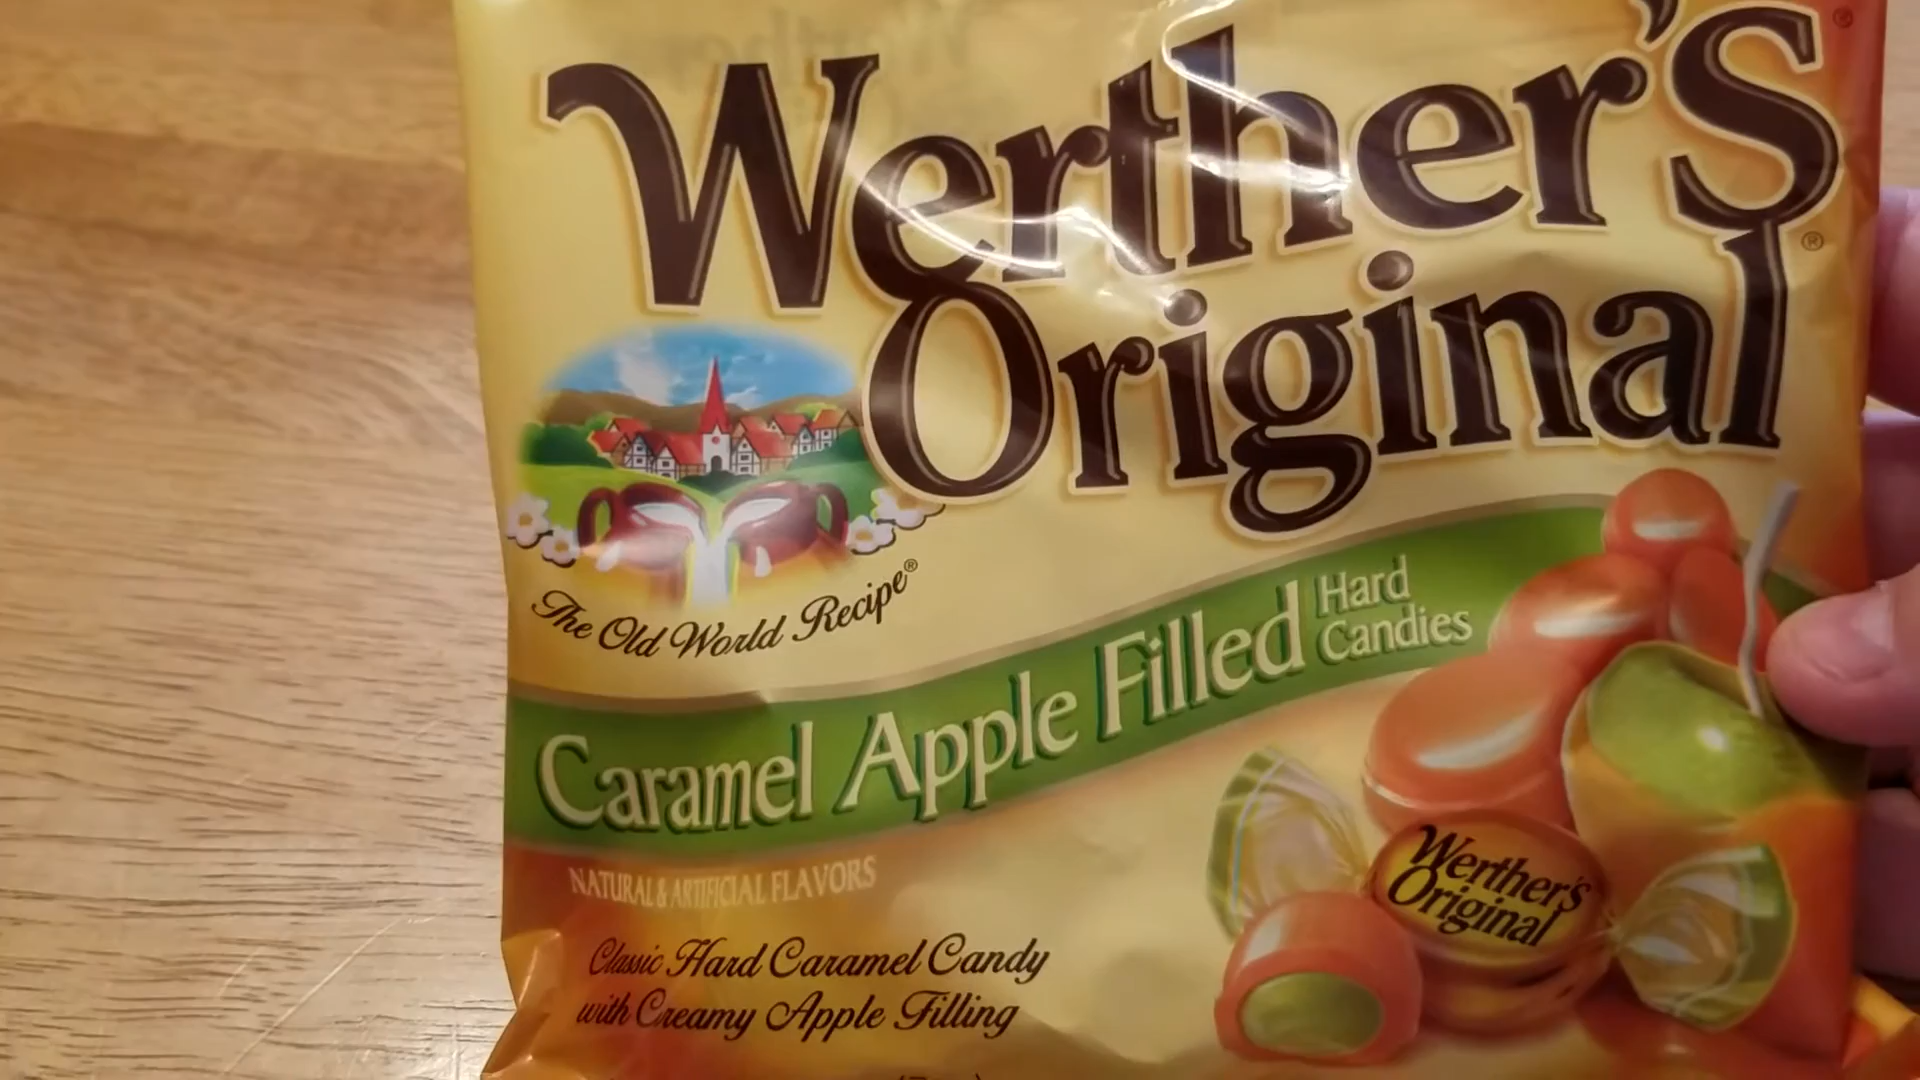 Werther's
Original
The Old World Recipe®
Caramel Apple Filled Hard
Candies
NATURAL & ARTIFICIAL FLAVORS
Classic Hard Caramel Candy
with Creamy Apple Filling
Werther's
Original